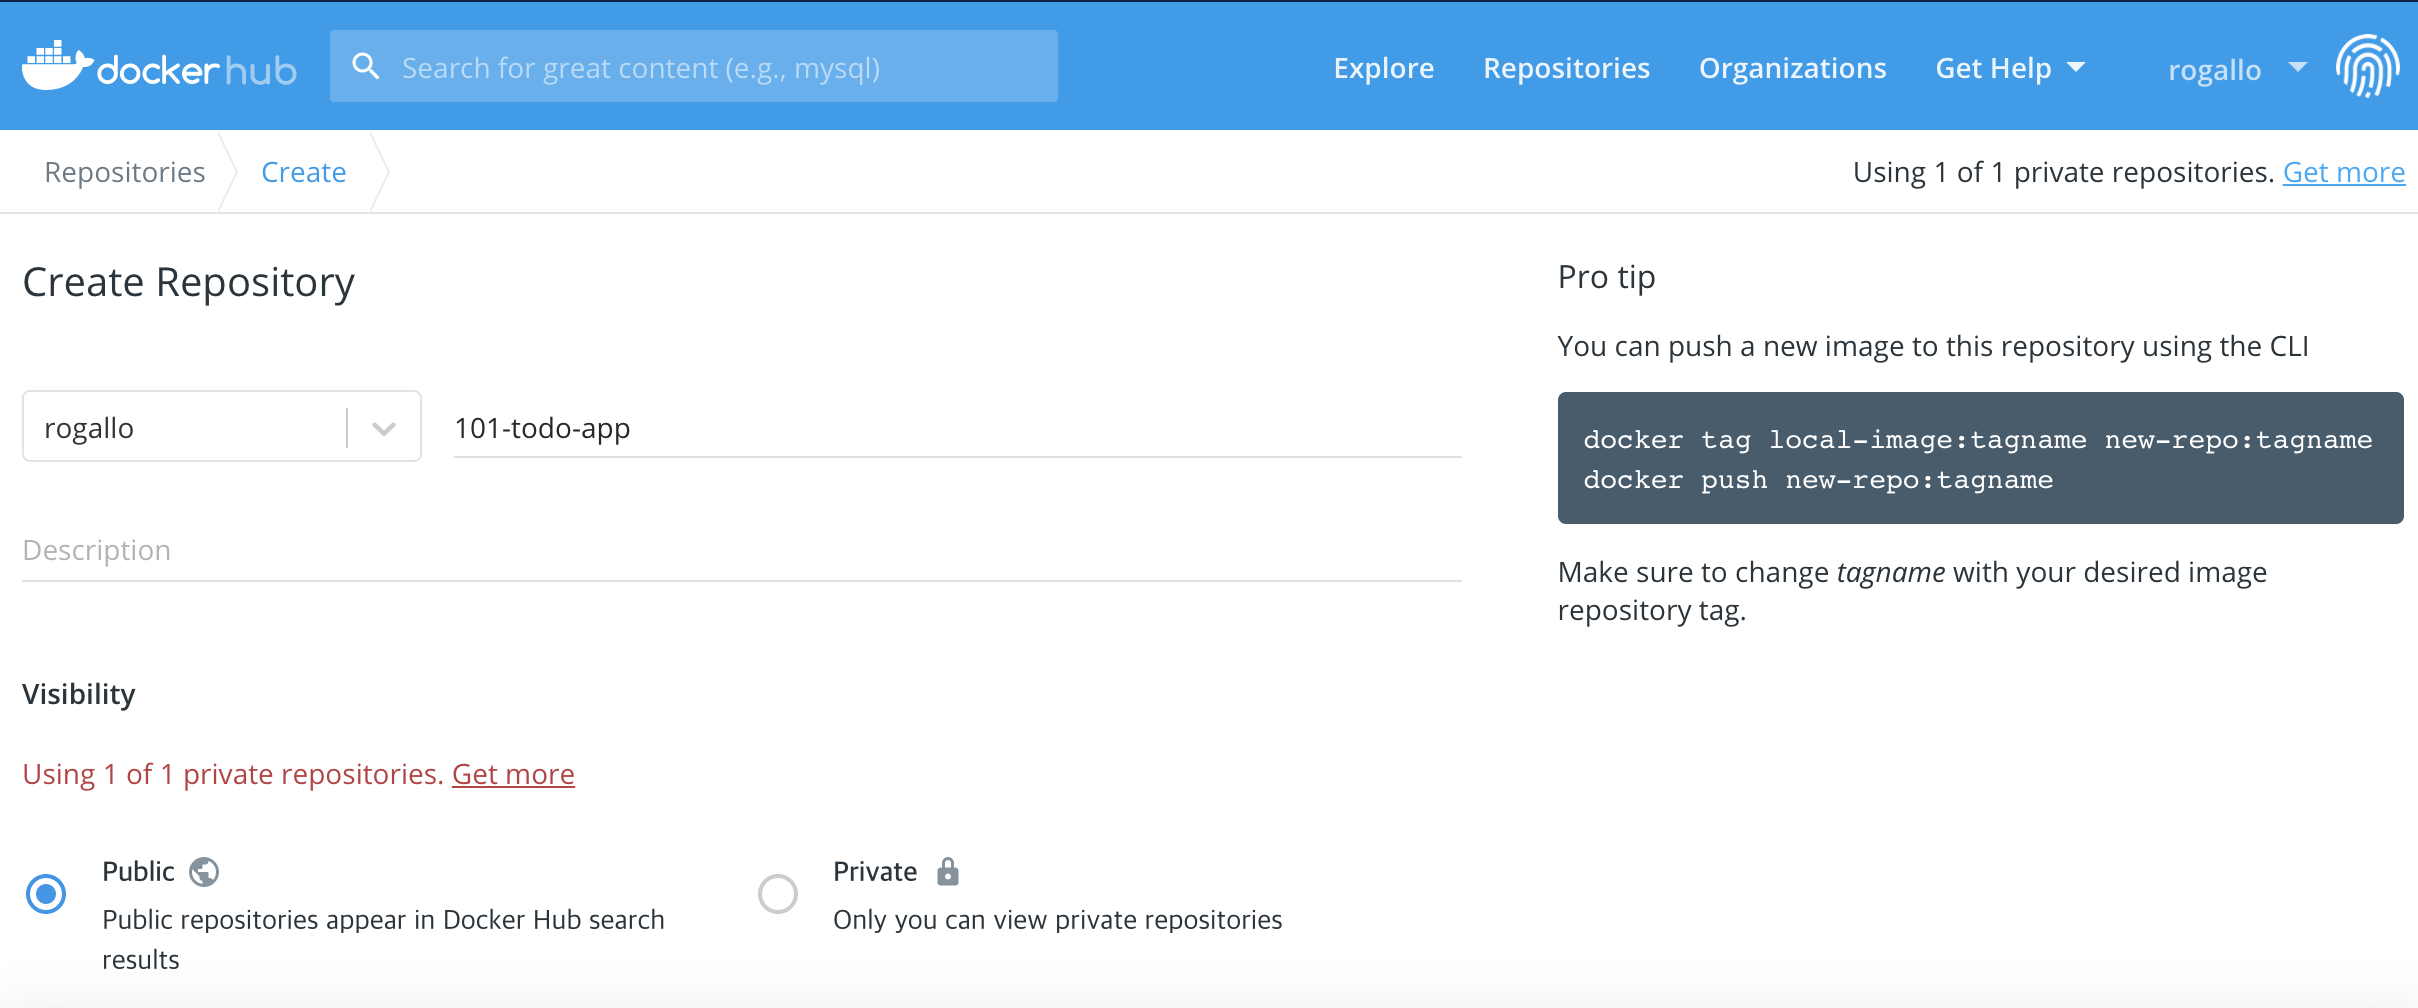 docker hub
Search for great content (e.g., mysql)
Explore
Repositories
Organizations
Get Help
rogallo
Repositories
Create
Using 1 of 1 private repositories. Get more
Create Repository
rogallo
101-todo-app
Description
Visibility
Using 1 of 1 private repositories. Get more
Public
Public repositories appear in Docker Hub search
results
Private
Only you can view private repositories
Pro tip
You can push a new image to this repository using the CLI
docker tag local-image:tagname new-repo:tagname
docker push new-repo:tagname
Make sure to change tagname with your desired image
repository tag.